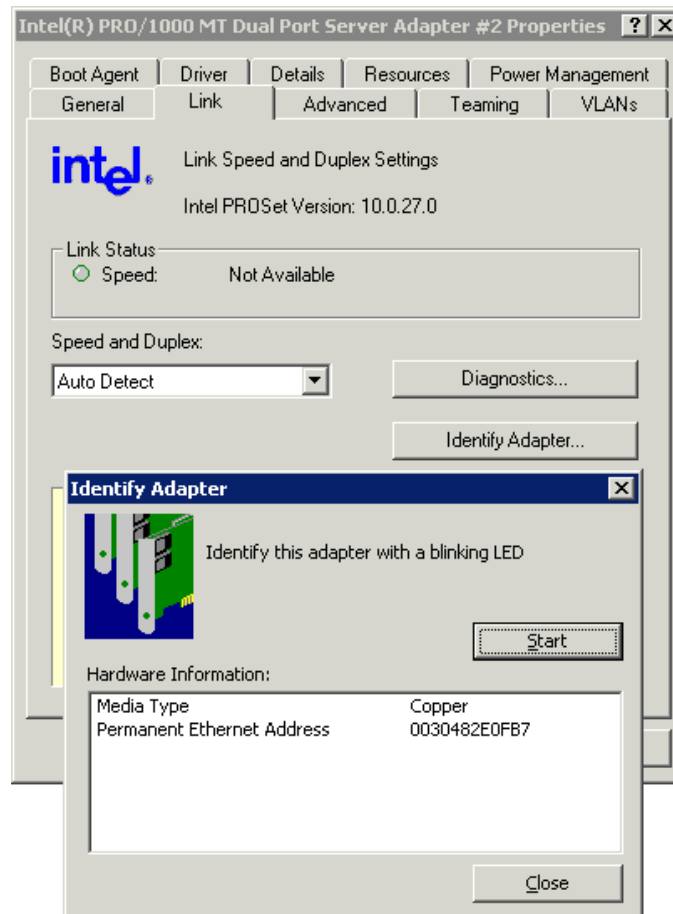 Intel(R) PRO/1000 MT Dual Port Server Adapter #2 Properties ? X
Boot Agent Driver Details Resources Power Management
General Link Advanced Teaming VLANs
intel® Link Speed and Duplex Settings
Intel PROSet Version: 10.0.27.0
Link Status
Speed: Not Available
Speed and Duplex:
Auto Detect Diagnostics...
Identify Adapter...
Identify Adapter X
Identify this adapter with a blinking LED
Start
Hardware Information:
Media Type Copper
Permanent Ethernet Address 0030482E0FB7
Close